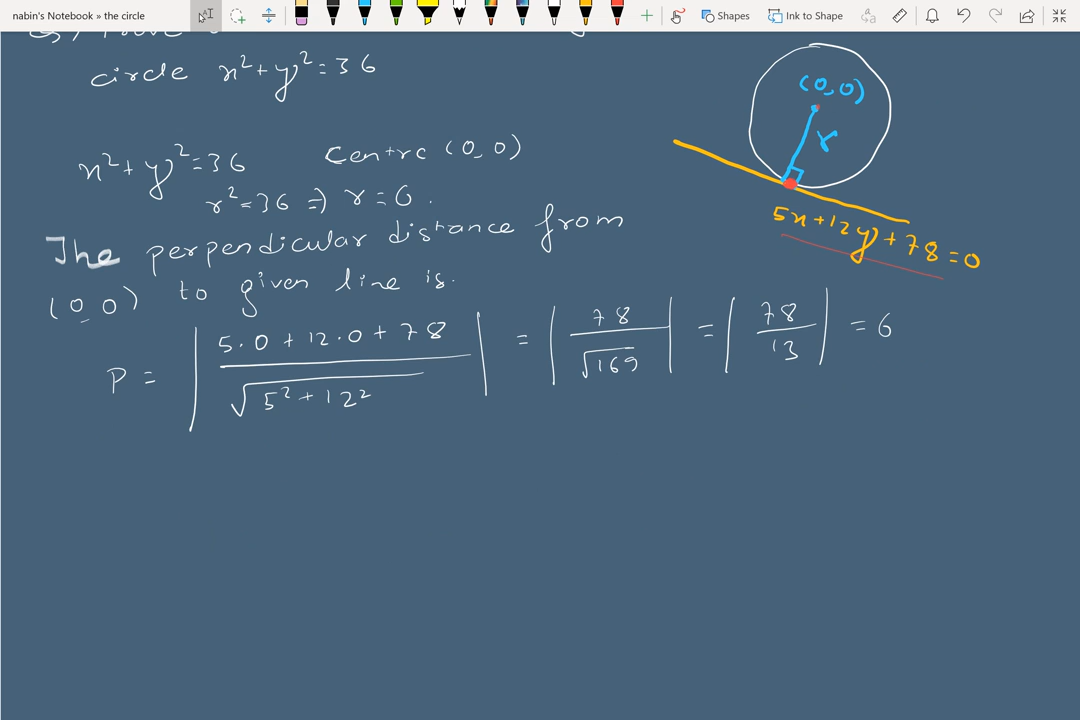 nabin's Notebook » the circle
Shapes
Ink to Shape
circle x²+y²=36
(0,0)
r
5x+12y+78=0
x²+y²=36 Centre (0,0)
r²=36 ⇒ r=6.
The perpendicular distance from
(0,0) to given line is.
P = | 5·0+12·0+78 / √5²+12² | = | 78 / √169 | = | 78 / 13 | = 6